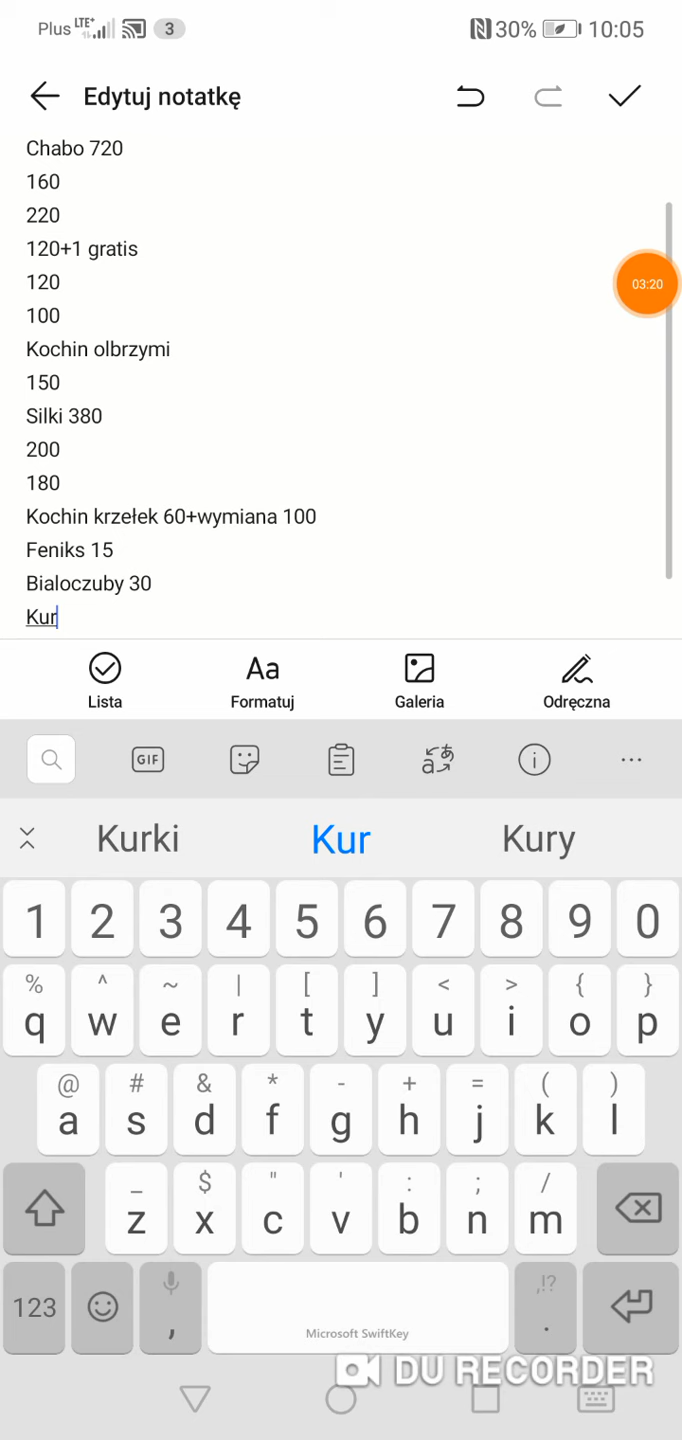 Plus LTE+ 3 30% 10:05
Edytuj notatkę
Chabo 720
160
220
120+1 gratis
120
100
Kochin olbrzymi
150
Silki 380
200
180
Kochin krzełek 60+wymiana 100
Feniks 15
Bialoczuby 30
Kur
03:20
Lista Formatuj Galeria Odręczna
GIF
Kurki Kur Kury
1 2 3 4 5 6 7 8 9 0
% ^ ~ | [ ] < > { }
q w e r t y u i o p
@ # & * - + = ( )
a s d f g h j k l
_ $ " ' : ; /
z x c v b n m
123 , Microsoft SwiftKey ,!? .
DU RECORDER